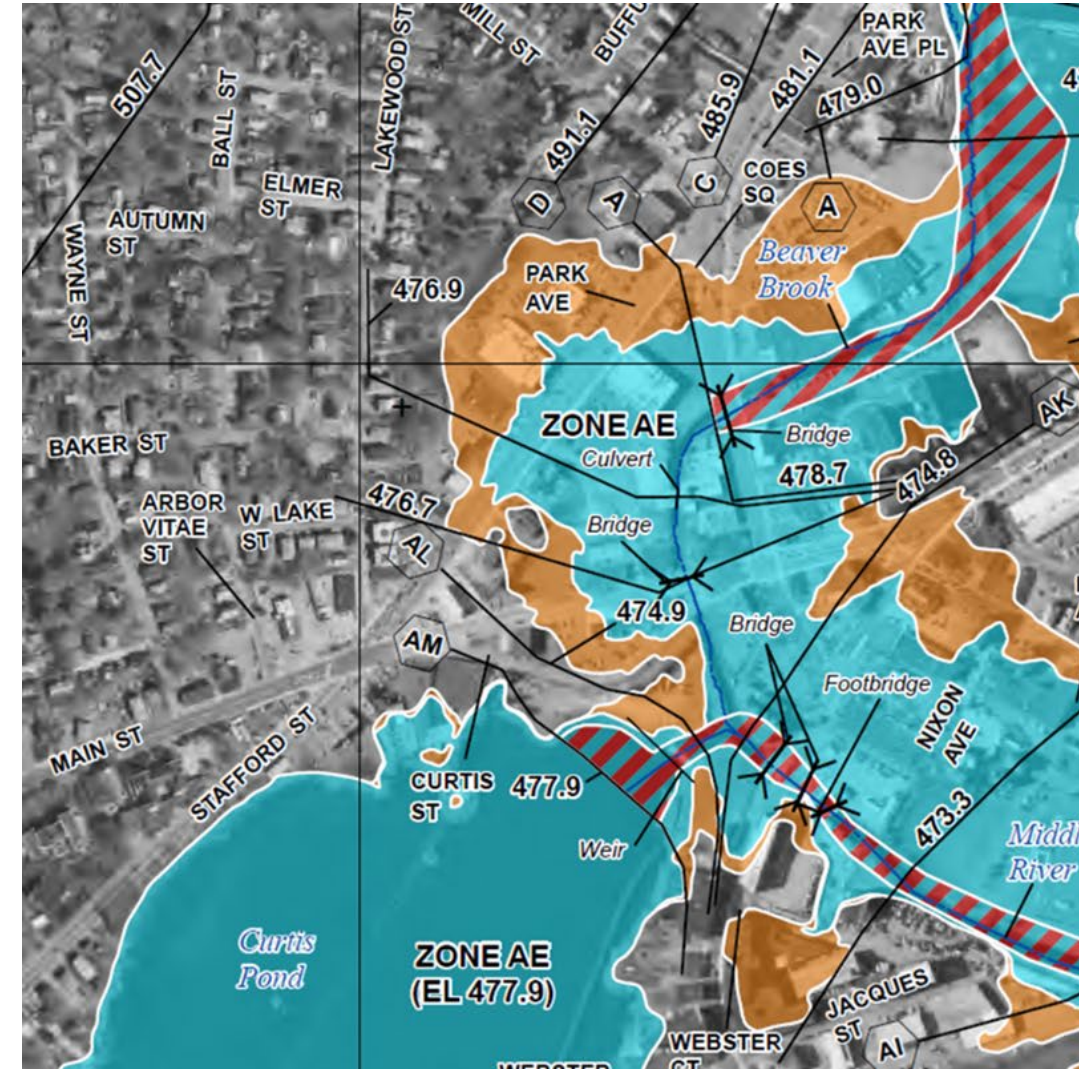 LAKEWOOD ST
MILL ST
PARK
AVE PL
507.7
BALL ST
485.9
481.1
479.0
491.1
ELMER
ST
COES
SQ
D
A
C
A
AUTUMN
ST
WAYNE ST
Beaver
Brook
PARK
AVE
476.9
AK
ZONE AE
Bridge
BAKER ST
Culvert
478.7
474.8
ARBOR
VITAE
ST
W LAKE
ST
476.7
Bridge
AL
474.9
Bridge
AM
Footbridge
NIXON
AVE
MAIN ST
STAFFORD ST
CURTIS
ST
477.9
473.3
Weir
River
Curtis
Pond
ZONE AE
(EL 477.9)
JACQUES
ST
WEBSTER
AI